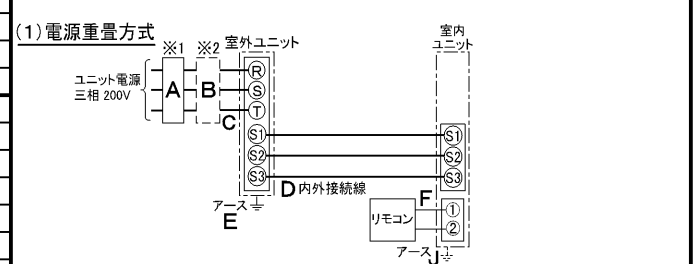 (1)電源重畳方式
※1
※2
室外ユニット
室内
ユニット
ユニット電源
三相 200V
A
B
C
R
S
T
S1
S2
S3
S1
S2
S3
D 内外接続線
アース
E
F
リモコン
①
②
アース
J